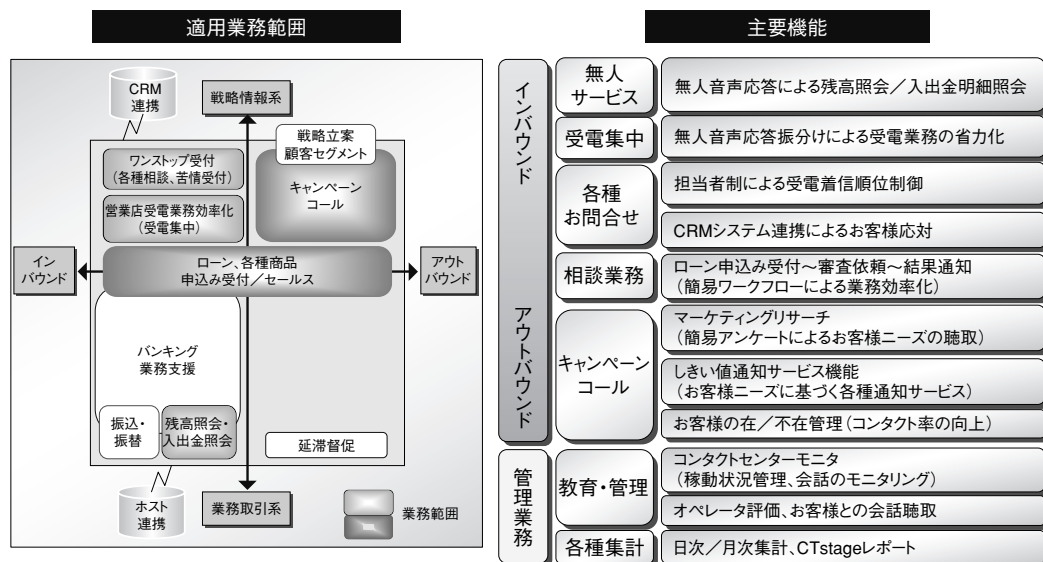 適用業務範囲
CRM
連携
戦略情報系
戦略立案
顧客セグメント
ワンストップ受付
(各種相談、苦情受付)
キャンペーン
コール
営業店受電業務効率化
(受電集中)
イン
バウンド
ローン、各種商品
申込み受付/セールス
アウト
バウンド
バンキング
業務支援
振込・
振替
残高照会・
入出金照会
延滞督促
ホスト
連携
業務取引系
業務範囲
主要機能
インバウンド
無人
サービス
無人音声応答による残高照会/入出金明細照会
受電集中
無人音声応答振分けによる受電業務の省力化
各種
お問合せ
担当者制による受電着信順位制御
CRMシステム連携によるお客様応対
相談業務
ローン申込み受付~審査依頼~結果通知
(簡易ワークフローによる業務効率化)
アウトバウンド
キャンペーン
コール
マーケティングリサーチ
(簡易アンケートによるお客様ニーズの聴取)
しきい値通知サービス機能
(お客様ニーズに基づく各種通知サービス)
お客様の在/不在管理(コンタクト率の向上)
管理業務
教育・管理
コンタクトセンターモニタ
(稼動状況管理、会話のモニタリング)
オペレータ評価、お客様との会話聴取
各種集計
日次/月次集計、CTstageレポート